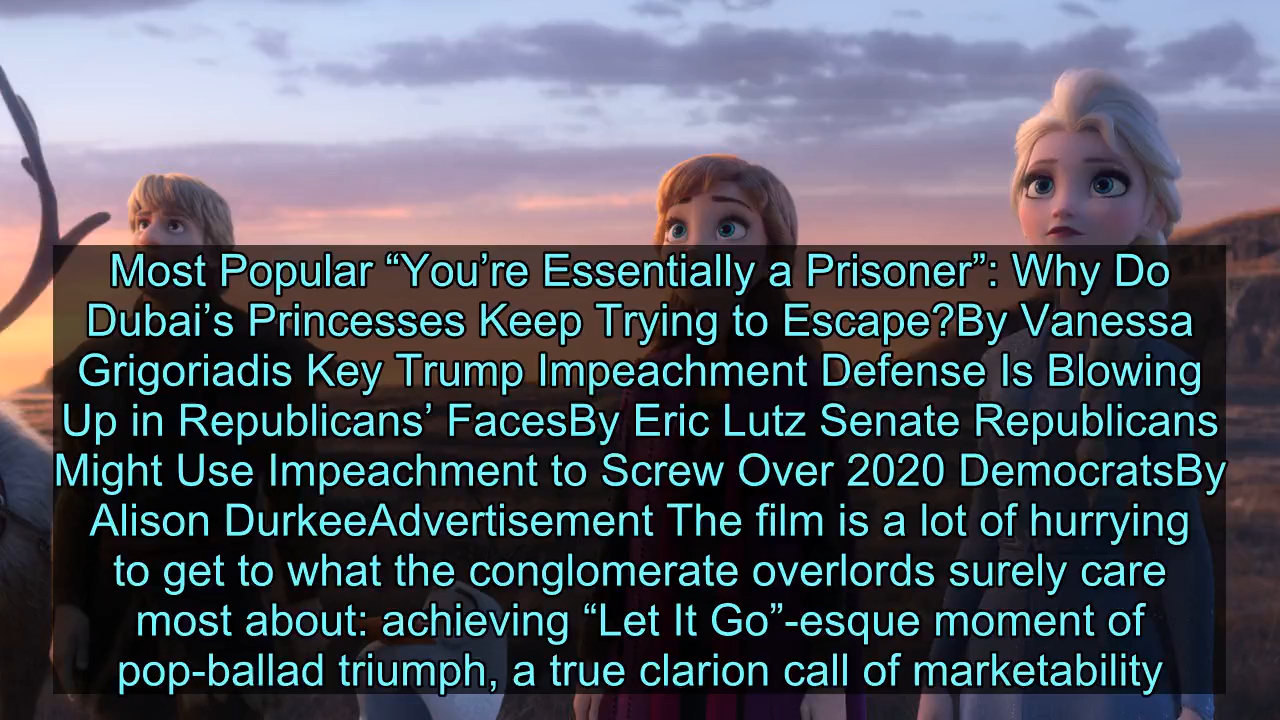 Most Popular “You’re Essentially a Prisoner”: Why Do
Dubai’s Princesses Keep Trying to Escape?By Vanessa
Grigoriadis Key Trump Impeachment Defense Is Blowing
Up in Republicans’ FacesBy Eric Lutz Senate Republicans
Might Use Impeachment to Screw Over 2020 DemocratsBy
Alison DurkeeAdvertisement The film is a lot of hurrying
to get to what the conglomerate overlords surely care
most about: achieving “Let It Go”-esque moment of
pop-ballad triumph, a true clarion call of marketability